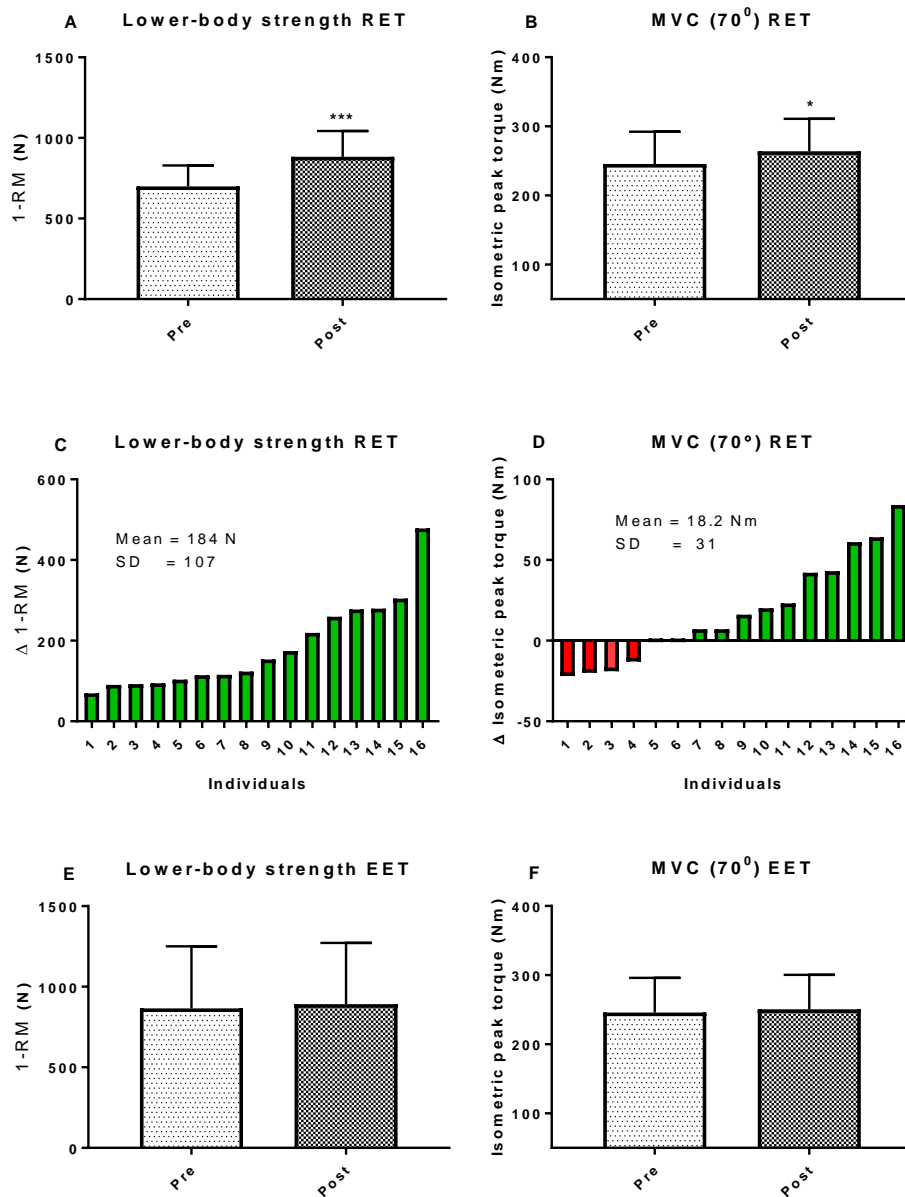 A
Lower-body strength RET
1-RM (N)
1500
1000
500
0
***
Pre
Post
B
MVC (70⁰) RET
Isometric peak torque (Nm)
400
300
200
100
*
Pre
Post
C
Lower-body strength RET
Δ 1-RM (N)
600
400
200
0
Mean = 184 N
SD = 107
1 2 3 4 5 6 7 8 9 10 11 12 13 14 15 16
Individuals
D
MVC (70º) RET
Δ Isometeric peak torque (Nm)
100
50
0
-50
Mean = 18.2 Nm
SD = 31
1 2 3 4 5 6 7 8 9 10 11 12 13 14 15 16
Individuals
E
Lower-body strength EET
1-RM (N)
1500
1000
500
0
Pre
Post
F
MVC (70⁰) EET
Isometric peak torque (Nm)
400
300
200
100
Pre
Post